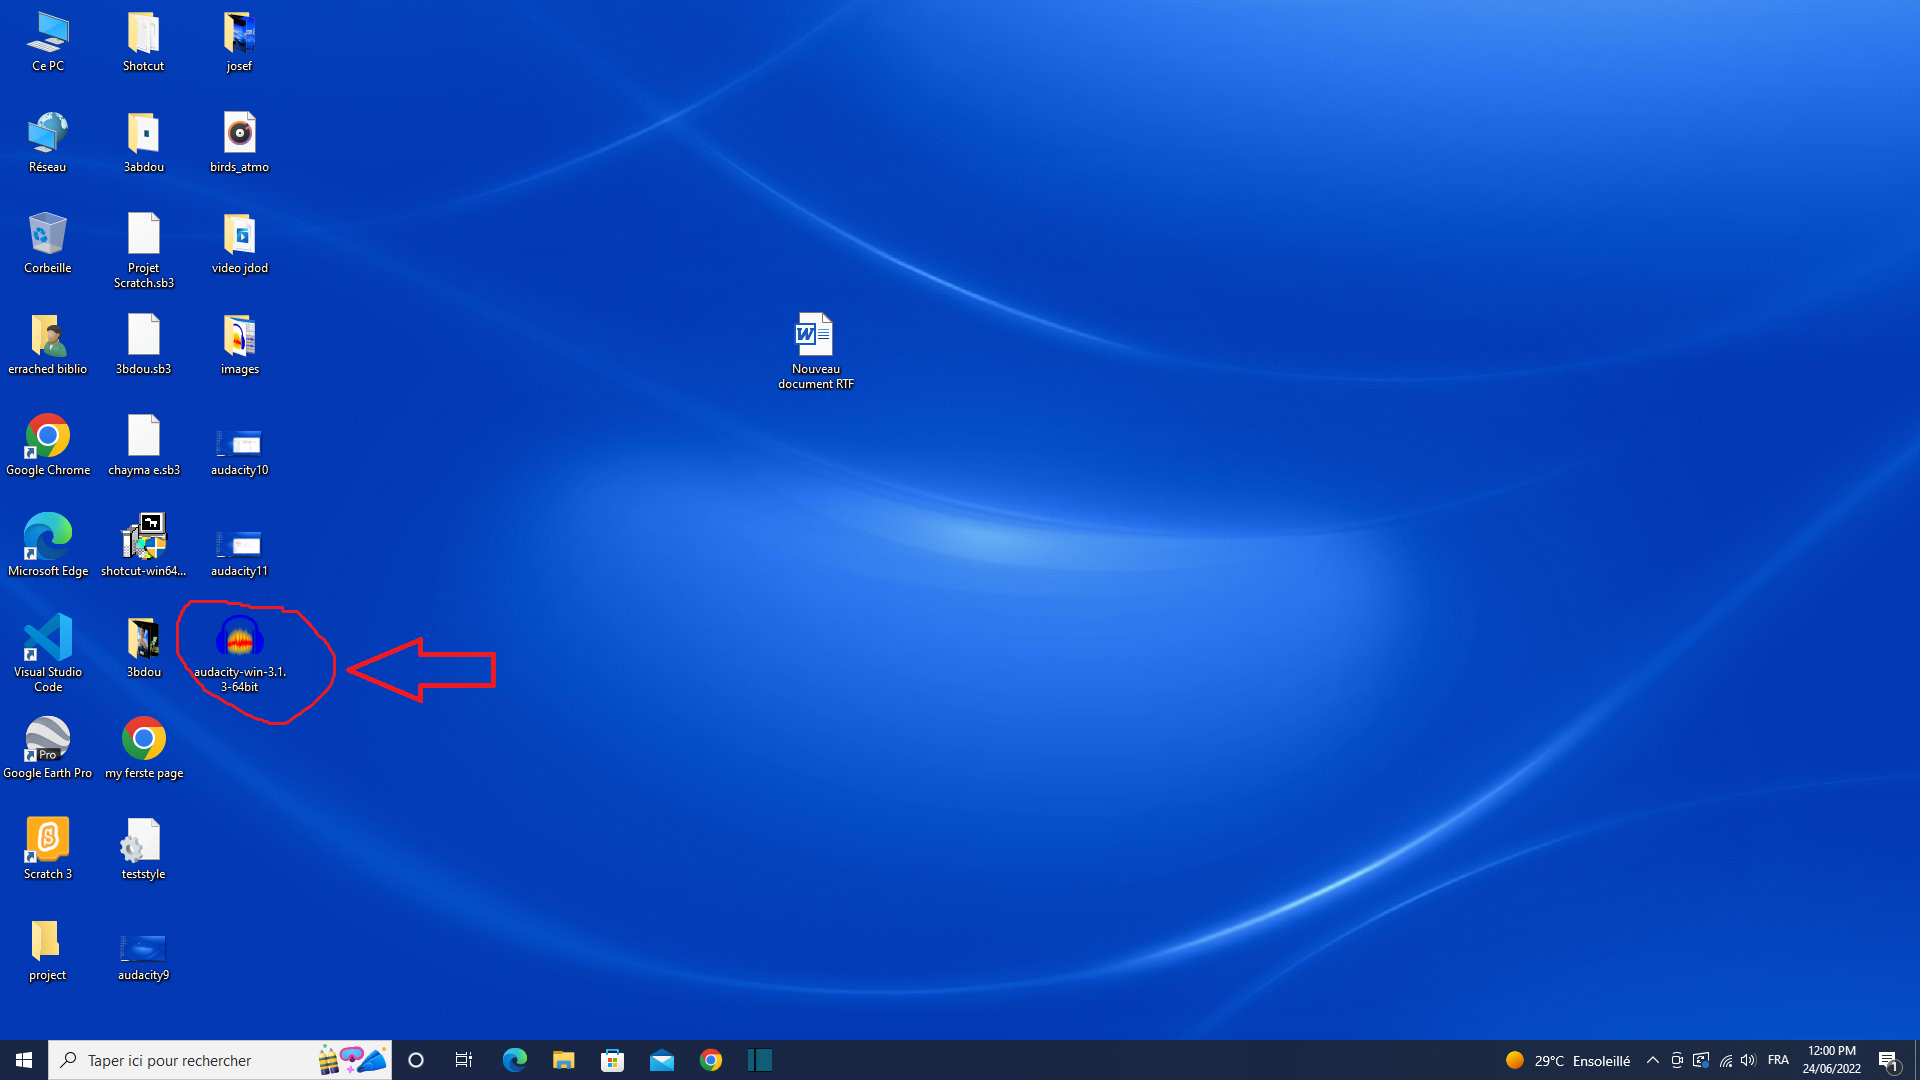 Ce PC
Shotcut
josef
Réseau
3abdou
birds_atmo
Corbeille
Projet
Scratch.sb3
video jdod
errached biblio
3bdou.sb3
images
Nouveau
document RTF
Google Chrome
chayma e.sb3
audacity10
Microsoft Edge
shotcut-win64...
audacity11
Visual Studio
Code
3bdou
audacity-win-3.1.
3-64bit
Pro
Google Earth Pro
my ferste page
Scratch 3
teststyle
project
audacity9
Taper ici pour rechercher
29°C Ensoleillé
FRA
12:00 PM
24/06/2022
1